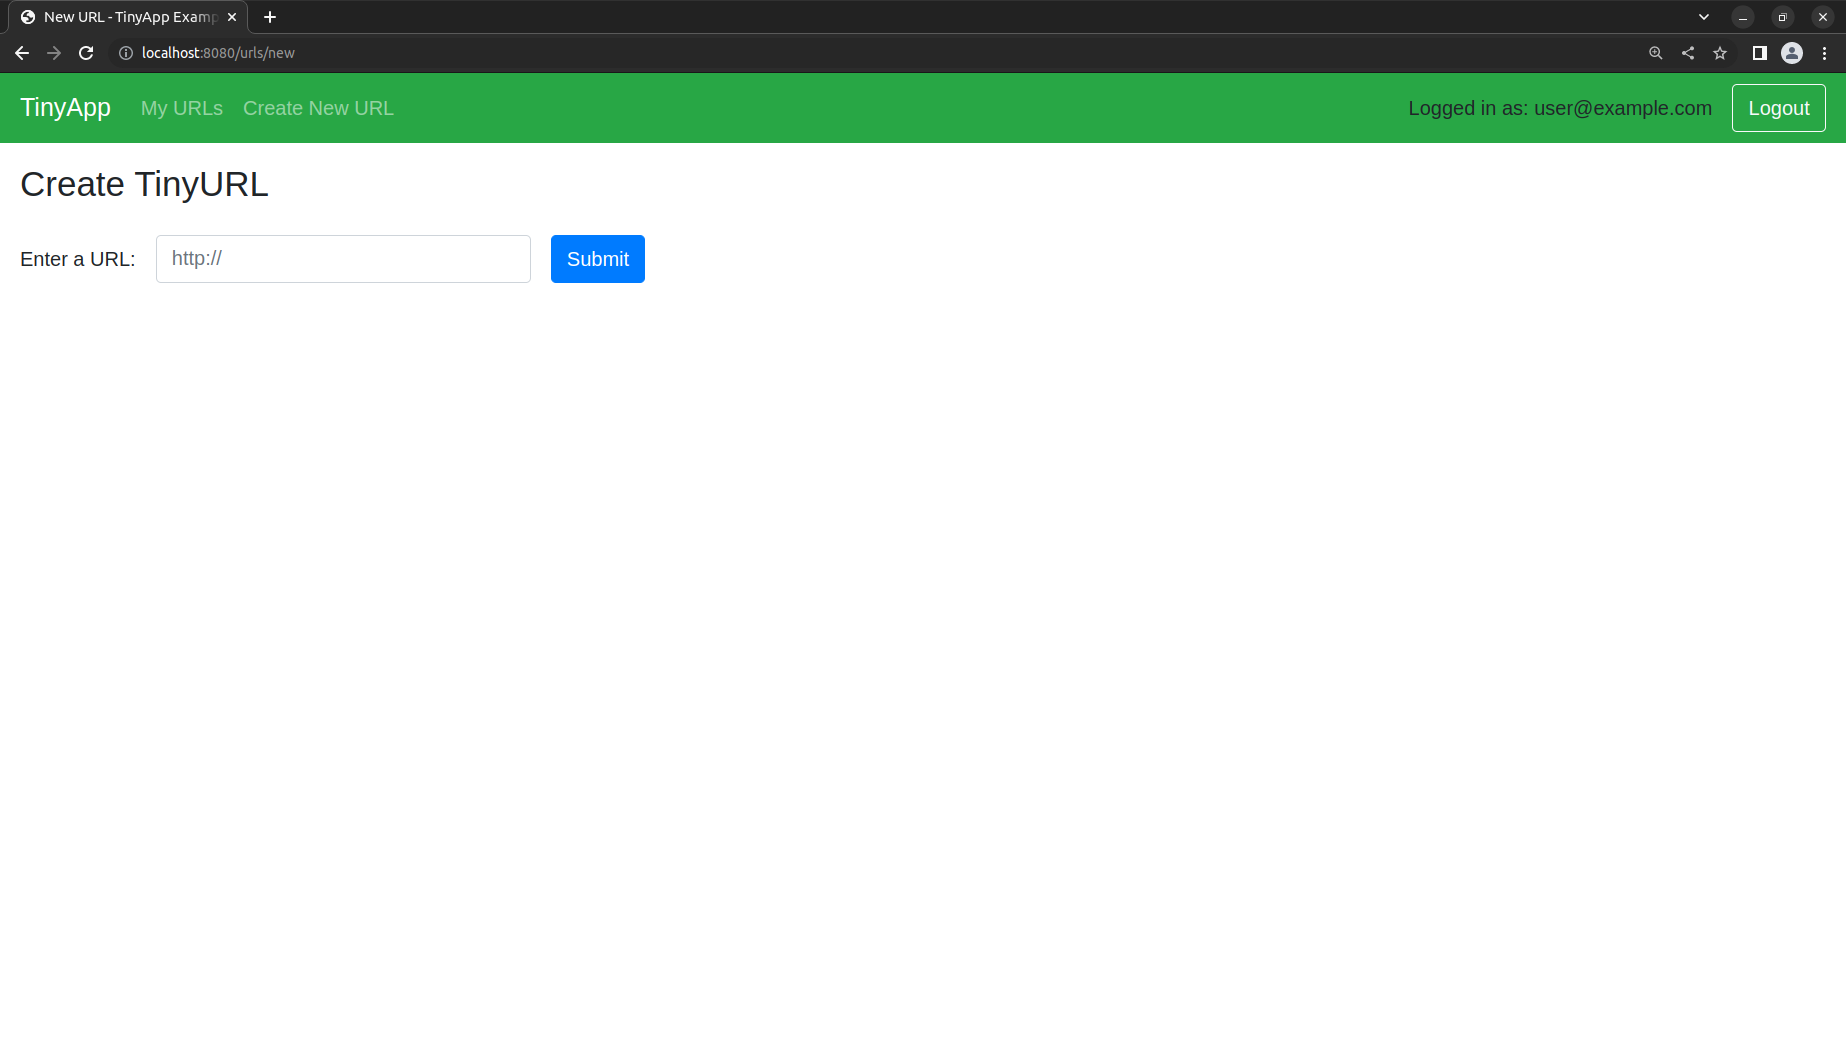 New URL - TinyApp Examp
localhost:8080/urls/new
TinyApp My URLs Create New URL Logged in as: user@example.com Logout
Create TinyURL
Enter a URL: http:// Submit